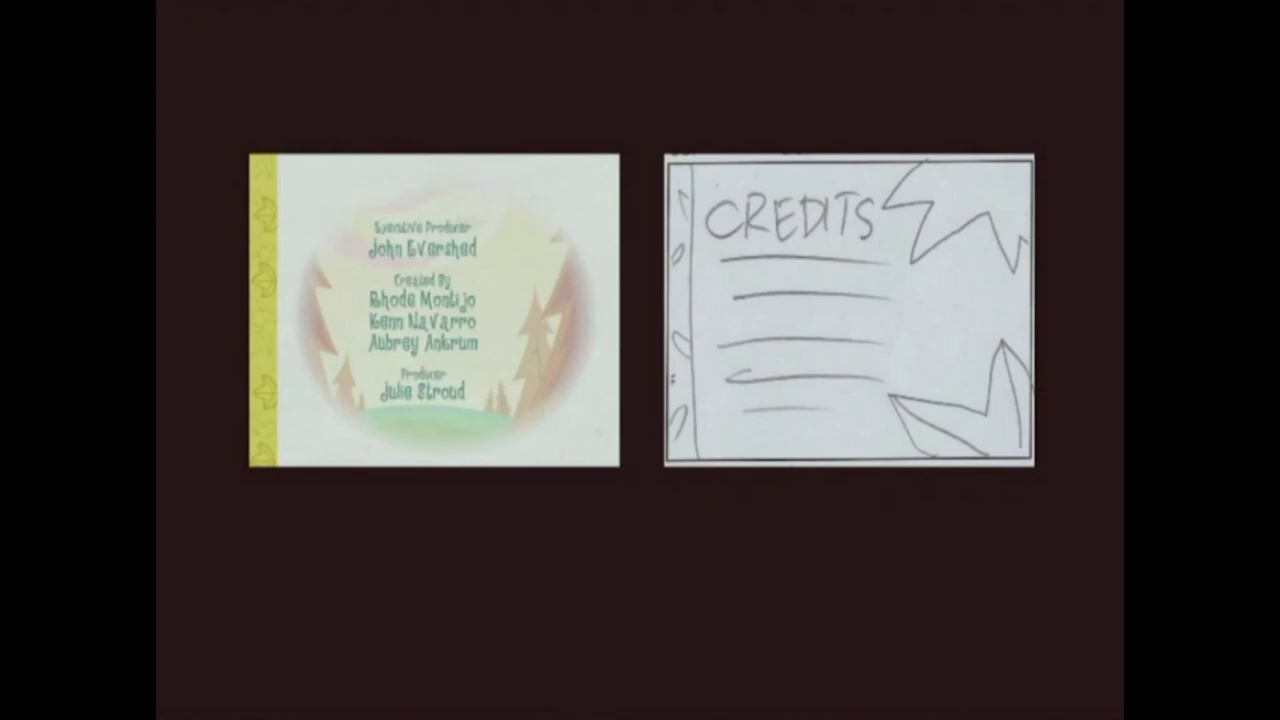 Executive Producer
John Evershed
Created By
Rhode Montijo
Kenn Navarro
Aubrey Ankrum
Producer
Julie Stroud
CREDITS